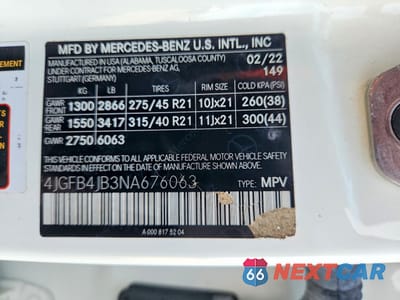 MFD BY MERCEDES-BENZ U.S. INTL., INC
MANUFACTURED IN USA (ALABAMA, TUSCALOOSA COUNTY) 02/22
UNDER CONTRACT FOR MERCEDES-BENZ AG, 149
STUTTGART (GERMANY)
KG LB TIRES RIM SIZE COLD KPA(PSI)
GAWR FRONT 1300 2866 275/45 R21 10Jx21 260(38)
GAWR REAR 1550 3417 315/40 R21 11Jx21 300(44)
GVWR 2750 6063
THIS VEHICLE CONFORMS TO ALL APPLICABLE FEDERAL MOTOR VEHICLE
SAFETY STANDARDS IN EFFECT ON THE DATE OF MANUFACTURE SHOWN ABOVE.
4JGFB4JB3NA676063 TYPE: MPV
A 000 817 52 04
66 NEXTCAR